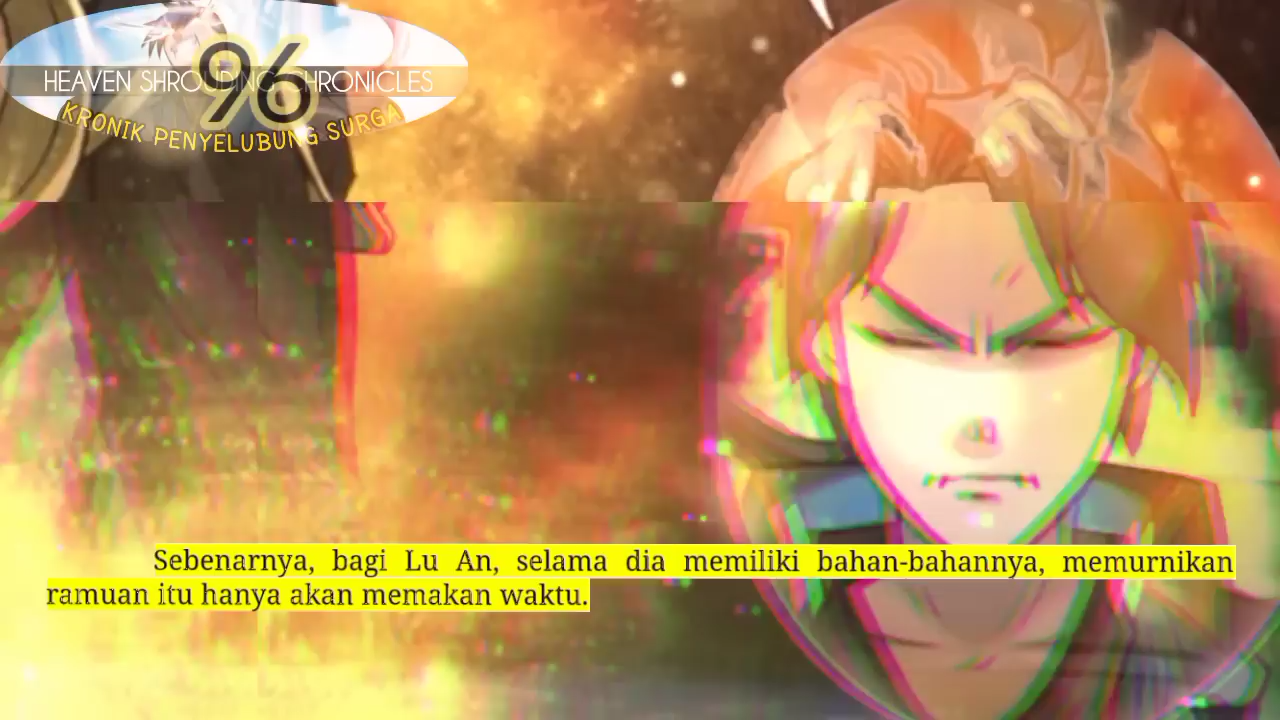 96
HEAVEN SHROUDING CHRONICLES
KRONIK PENYELUBUNG SURGA
Sebenarnya, bagi Lu An, selama dia memiliki bahan-bahannya, memurnikan
ramuan itu hanya akan memakan waktu.